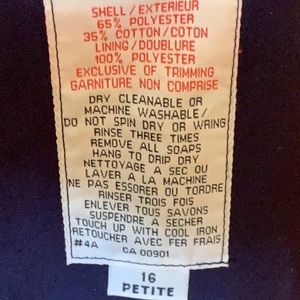 SHELL/EXTERIEUR
65% POLYESTER
35% COTTON/COTON
LINING/DOUBLURE
100% POLYESTER
EXCLUSIVE OF TRIMMING
GARNITURE NON COMPRISE
DRY CLEANABLE OR
MACHINE WASHABLE/
DO NOT SPIN DRY OR WRING
RINSE THREE TIMES
REMOVE ALL SOAPS
HANG TO DRIP DRY
NETTOYAGE A SEC OU
LAVER A LA MACHINE
NE PAS ESSORER OU TORDRE
RINSER TROIS FOIS
ENLEVER TOUS SAVONS
SUSPENDRE A SECHER
TOUCH UP WITH COOL IRON
RETOUCHER AVEC FER FRAIS
#4A CA 00901
16
PETITE